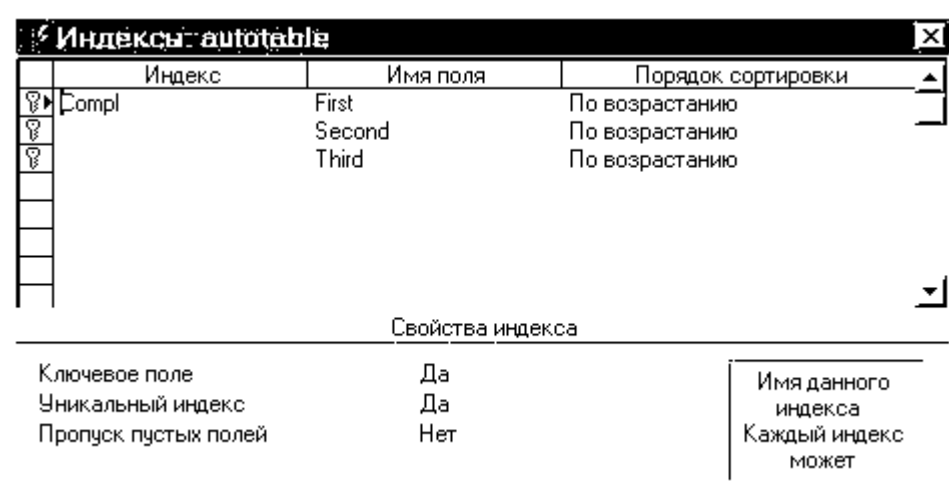 Индексы: autotable
Индекс Имя поля Порядок сортировки
Compl First По возрастанию
Second По возрастанию
Third По возрастанию
Свойства индекса
Ключевое поле Да
Уникальный индекс Да
Пропуск пустых полей Нет
Имя данного
индекса
Каждый индекс
может